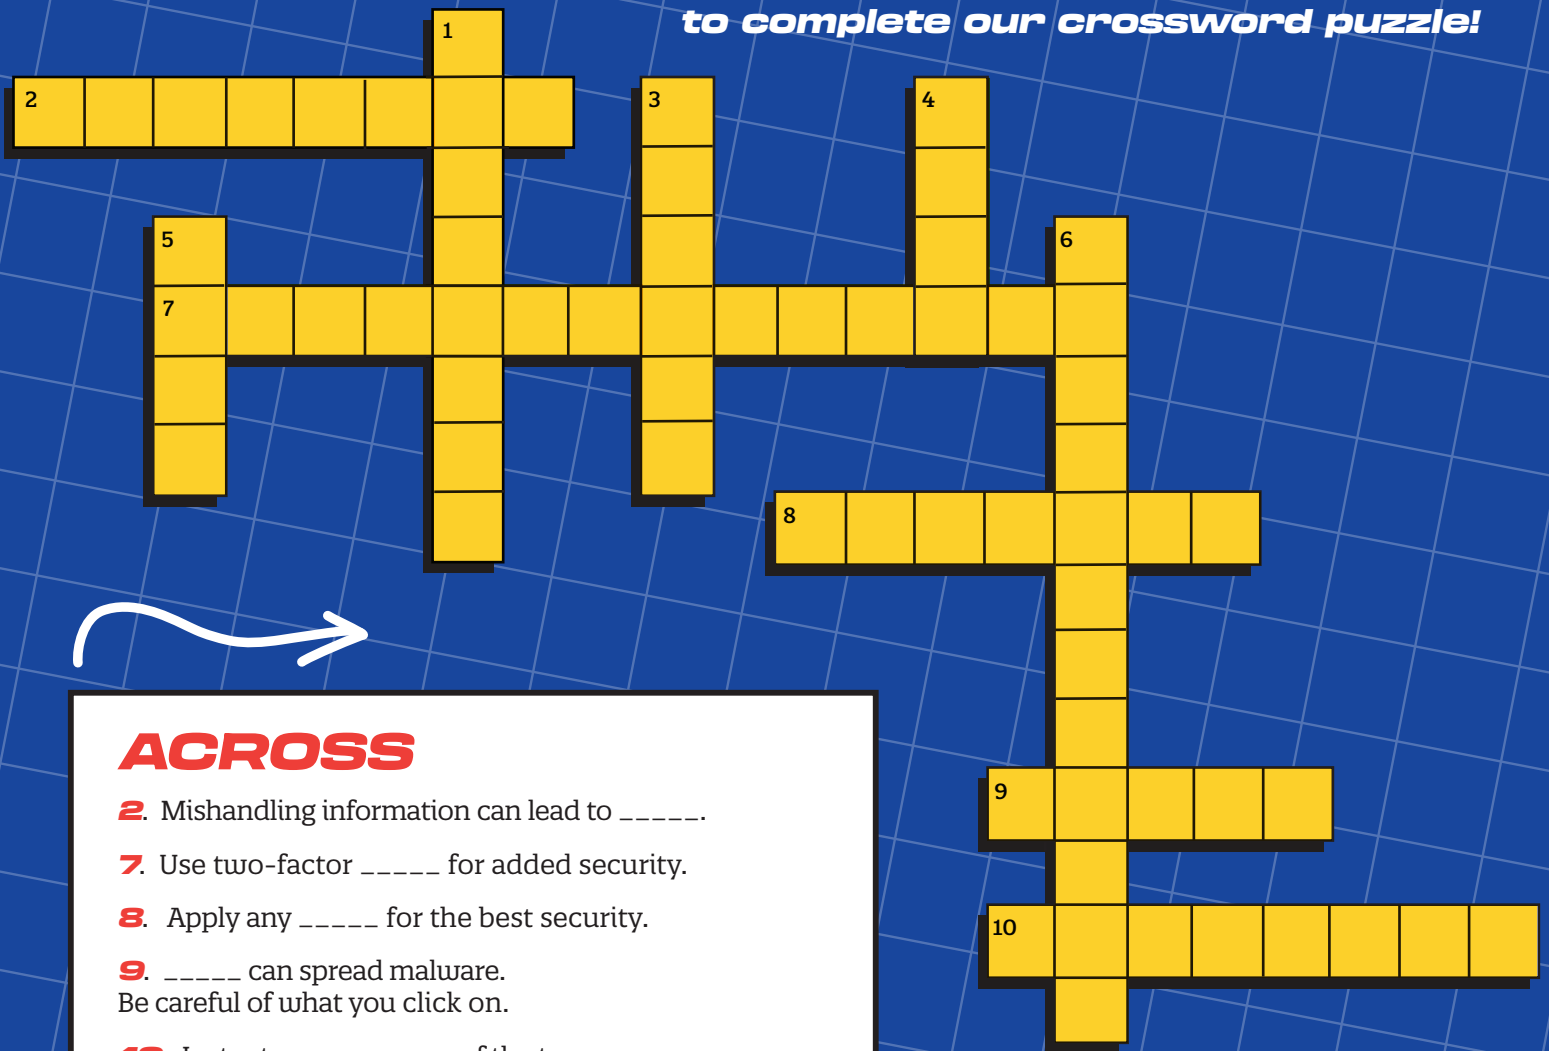 to complete our crossword puzzle!
1
2
3
4
5
6
7
8
9
10
ACROSS
2. Mishandling information can lead to _____.
7. Use two-factor _____ for added security.
8. Apply any _____ for the best security.
9. _____ can spread malware.
Be careful of what you click on.